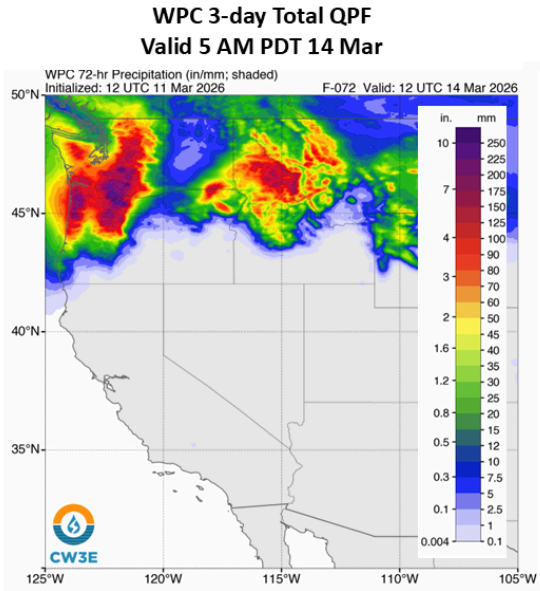 WPC 3-day Total QPF
Valid 5 AM PDT 14 Mar
WPC 72-hr Precipitation (in/mm; shaded)
Initialized: 12 UTC 11 Mar 2026 F-072 Valid: 12 UTC 14 Mar 2026
50°N
45°N
40°N
35°N
125°W 120°W 115°W 110°W 105°W
in. mm
10 250
225
200
7 175
150
125
4 100
90
3 80
70
60
2 50
45
1.6 40
35
1.2 30
25
0.8 20
15
0.5 12
10
0.3 7.5
5
0.1 2.5
1
0.004 0.1
CW3E